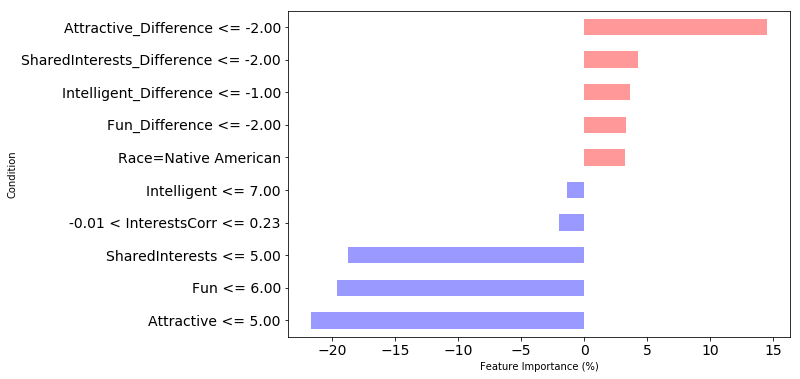 Attractive_Difference <= -2.00
SharedInterests_Difference <= -2.00
Intelligent_Difference <= -1.00
Fun_Difference <= -2.00
Race=Native American
Intelligent <= 7.00
-0.01 < InterestsCorr <= 0.23
SharedInterests <= 5.00
Fun <= 6.00
Attractive <= 5.00
Condition
−20 −15 −10 −5 0 5 10 15
Feature Importance (%)